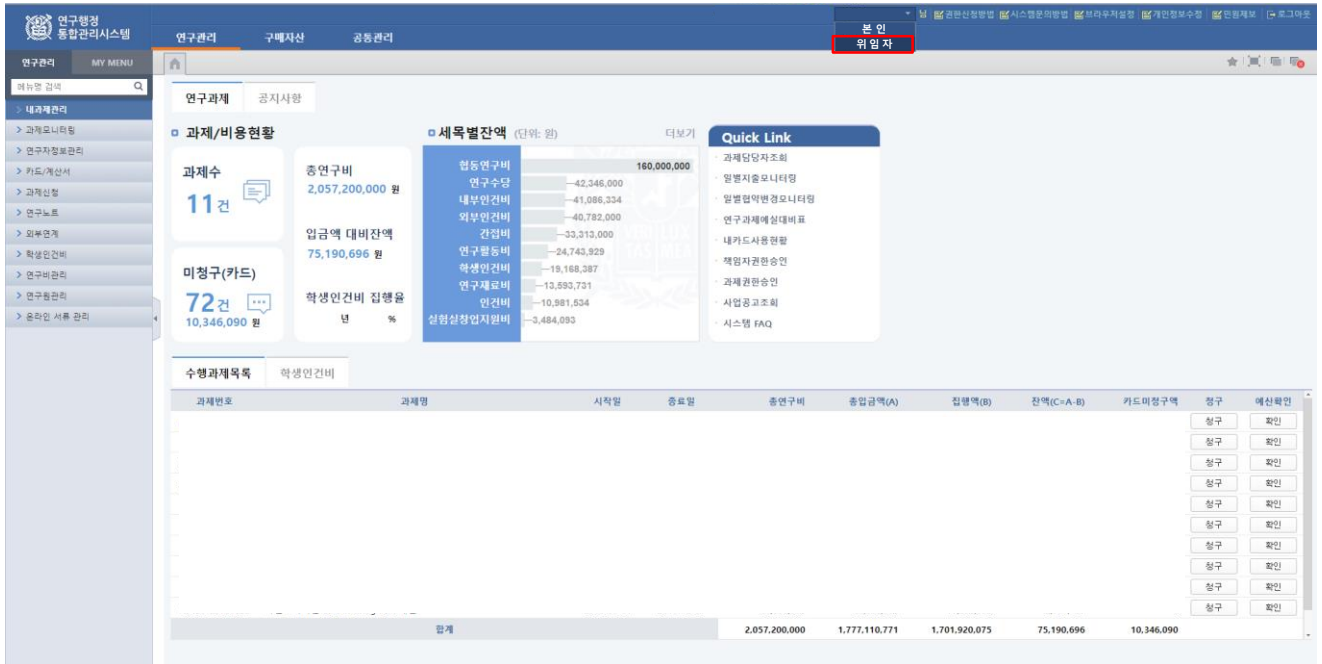 연구행정
통합관리시스템
연구관리 구매자산 공통관리
님 권한신청방법 시스템문의방법 브라우저설정 개인정보수정 민원제보 로그아웃
본 인
위 임 자
연구관리 MY MENU
메뉴명 검색
> 내과제관리
> 과제모니터링
> 연구자정보관리
> 카드/계산서
> 과제신청
> 연구노트
> 외부연계
> 학생인건비
> 연구비관리
> 연구원관리
> 온라인 서류 관리
연구과제 공지사항
과제/비용현황
과제수
11건
미청구(카드)
72건
10,346,090 원
총연구비
2,057,200,000 원
입금액 대비잔액
75,190,696 원
학생인건비 집행율
년 %
세목별잔액 (단위: 원) 더보기
협동연구비 160,000,000
연구수당 42,346,000
내부인건비 41,086,334
외부인건비 40,782,000
간접비 33,313,000
연구활동비 24,743,929
학생인건비 19,168,387
연구재료비 13,593,731
인건비 10,981,534
실험실창업지원비 3,484,093
Quick Link
· 과제담당자조회
· 일별지출모니터링
· 일별협약변경모니터링
· 연구과제예실대비표
· 내카드사용현황
· 책임자권한승인
· 과제권한승인
· 사업공고조회
· 시스템 FAQ
수행과제목록 학생인건비
과제번호 과제명 시작일 종료일 총연구비 총입금액(A) 집행액(B) 잔액(C=A-B) 카드미청구액 청구 예산확인
청구 확인
청구 확인
청구 확인
청구 확인
청구 확인
청구 확인
청구 확인
청구 확인
청구 확인
청구 확인
합계 2,057,200,000 1,777,110,771 1,701,920,075 75,190,696 10,346,090